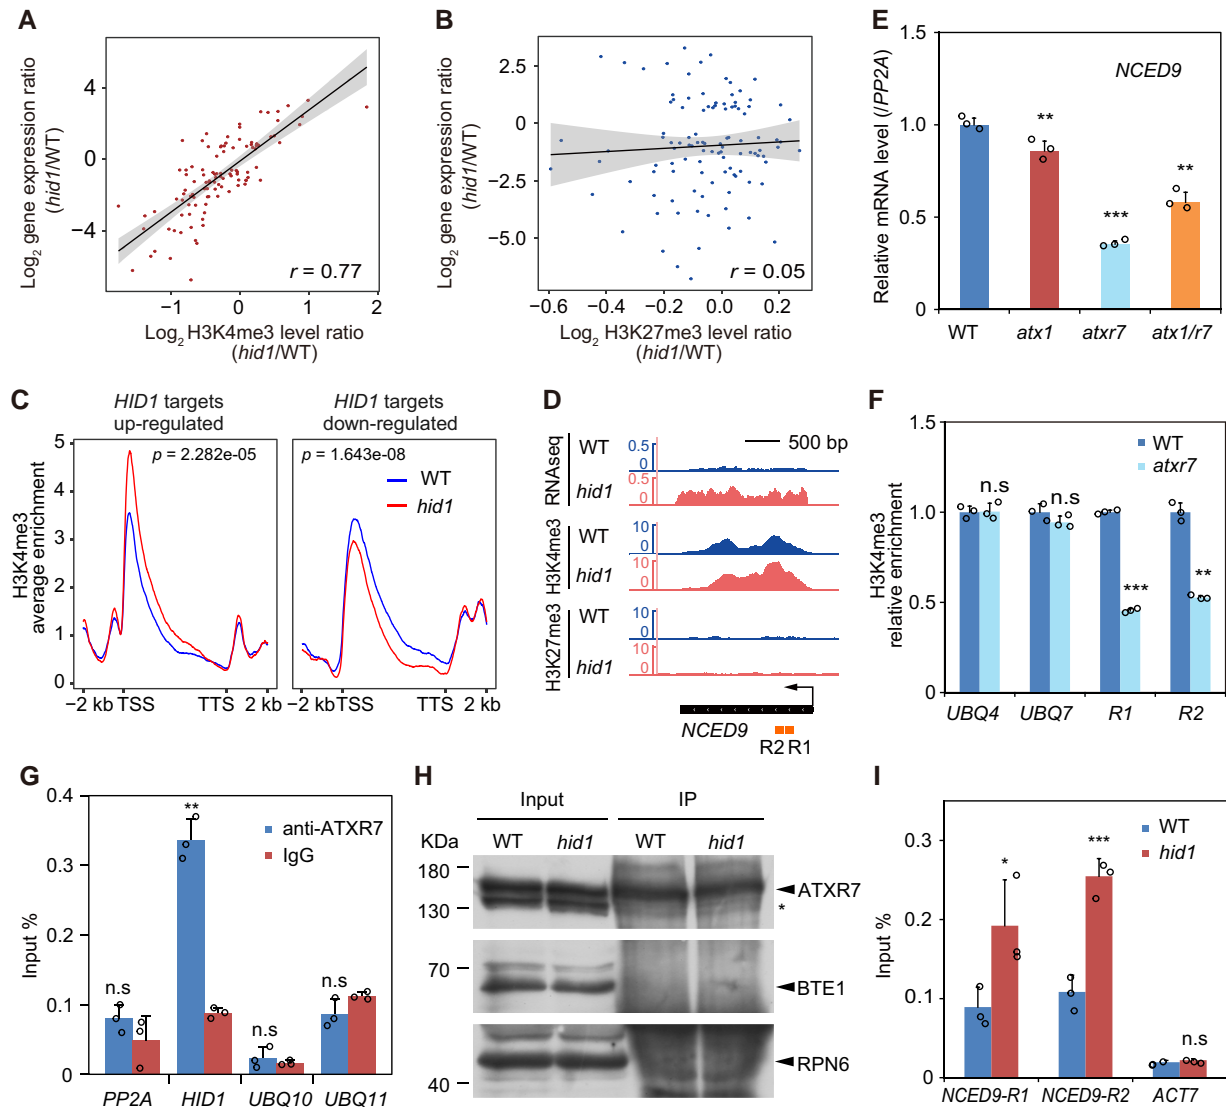 A
Log2 gene expression ratio
(hid1/WT)
4
0
−4
r = 0.77
−1
0
1
2
Log2 H3K4me3 level ratio
(hid1/WT)
B
Log2 gene expression ratio
(hid1/WT)
2.5
0
−2.5
−5.0
r = 0.05
−0.6
−0.4
−0.2
0.0
0.2
Log2 H3K27me3 level ratio
(hid1/WT)
E
Relative mRNA level (/PP2A)
1.5
1.0
0.5
0
NCED9
**
***
**
WT
atx1
atxr7
atx1/r7
C
HID1 targets
up-regulated
HID1 targets
down-regulated
H3K4me3
average enrichment
5
4
3
2
1
0
p = 2.282e-05
p = 1.643e-08
WT
hid1
−2 kb TSS
TTS
2 kb
−2 kb TSS
TTS
2 kb
D
500 bp
RNAseq
WT
0.5
0
hid1
0.5
0
H3K4me3
WT
10
0
hid1
10
0
H3K27me3
WT
10
0
hid1
10
0
NCED9
R2 R1
F
H3K4me3
relative enrichment
1.5
1.0
0.5
0
WT
atxr7
n.s
n.s
***
**
UBQ4
UBQ7
R1
R2
G
Input %
0.4
0.3
0.2
0.1
0
anti-ATXR7
IgG
n.s
**
n.s
n.s
PP2A
HID1
UBQ10
UBQ11
H
Input
IP
KDa
WT
hid1
WT
hid1
180
130
ATXR7
*
70
BTE1
RPN6
40
I
Input %
0.3
0.2
0.1
0
WT
hid1
*
***
n.s
NCED9-R1
NCED9-R2
ACT7